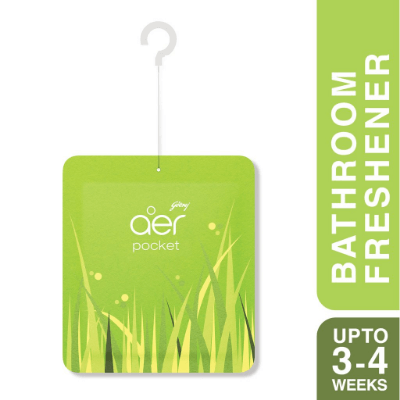 Godrej
aer
pocket
BATHROOM
FRESHENER
UPTO
3-4
WEEKS